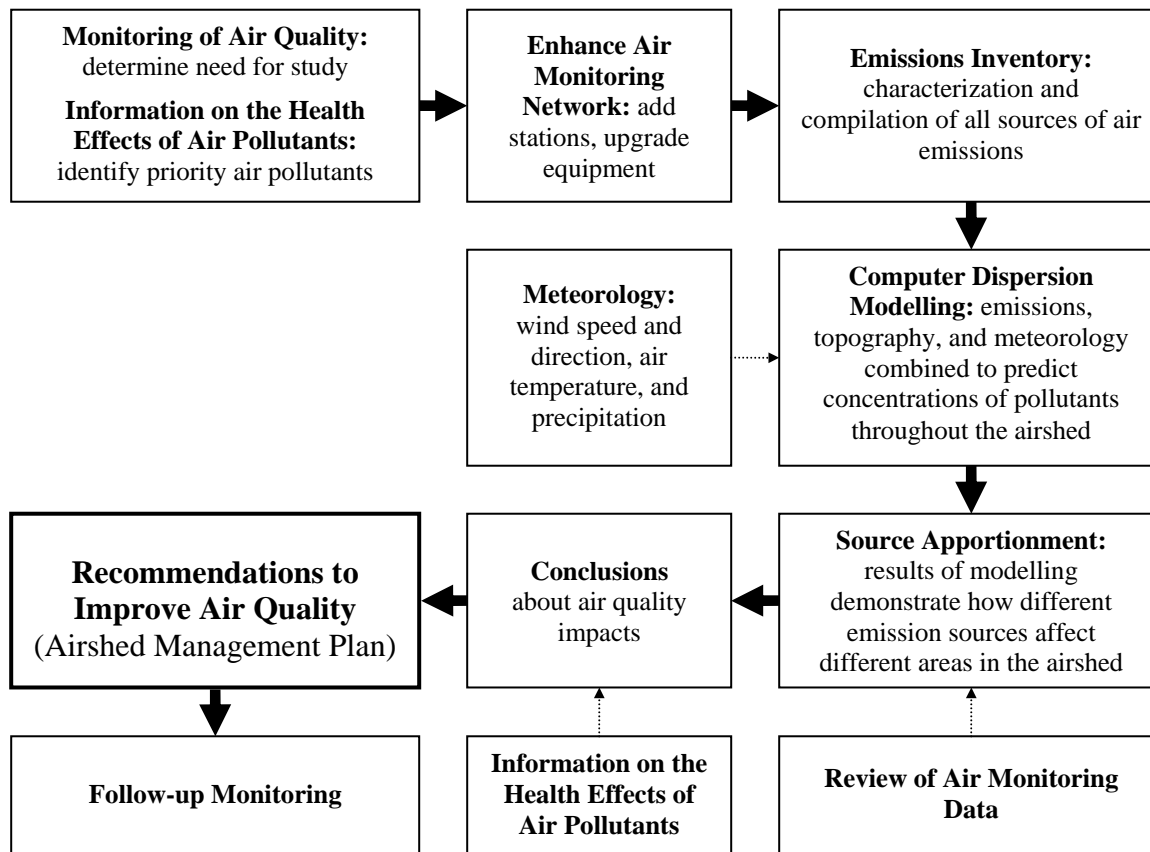 Monitoring of Air Quality:
determine need for study
Information on the Health
Effects of Air Pollutants:
identify priority air pollutants
Enhance Air
Monitoring
Network: add
stations, upgrade
equipment
Emissions Inventory:
characterization and
compilation of all sources of air
emissions
Meteorology:
wind speed and
direction, air
temperature, and
precipitation
Computer Dispersion
Modelling: emissions,
topography, and meteorology
combined to predict
concentrations of pollutants
throughout the airshed
Recommendations to
Improve Air Quality
(Airshed Management Plan)
Conclusions
about air quality
impacts
Source Apportionment:
results of modelling
demonstrate how different
emission sources affect
different areas in the airshed
Follow-up Monitoring
Information on the
Health Effects of
Air Pollutants
Review of Air Monitoring
Data